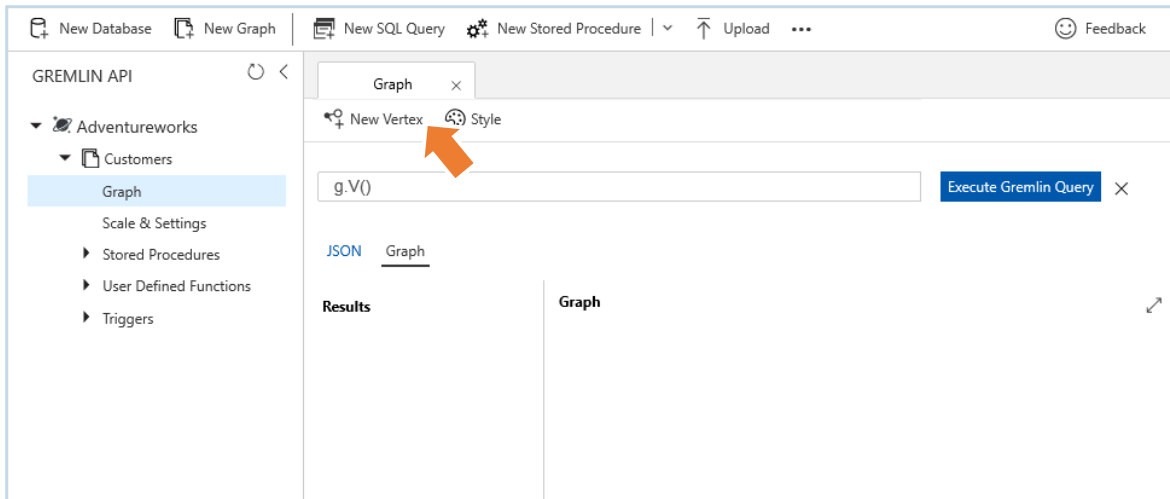 New Database New Graph New SQL Query New Stored Procedure Upload Feedback
GREMLIN API
Graph
New Vertex Style
Adventureworks
Customers
Graph
Scale & Settings
Stored Procedures
User Defined Functions
Triggers
g.V() Execute Gremlin Query
JSON Graph
Results
Graph